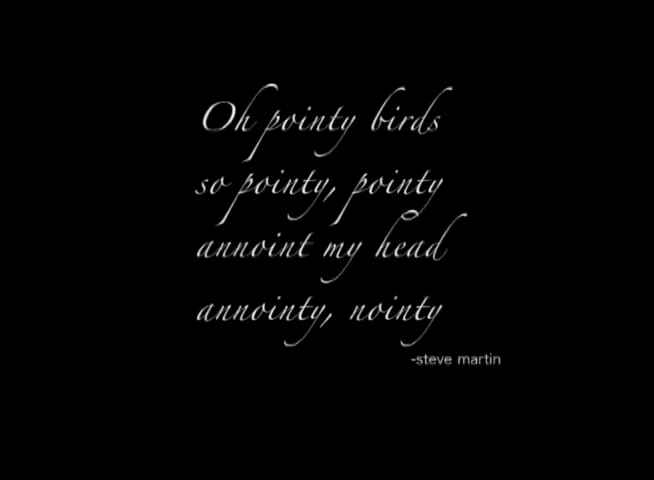 Oh pointy birds
so pointy, pointy
annoint my head
annointy, nointy
-steve martin